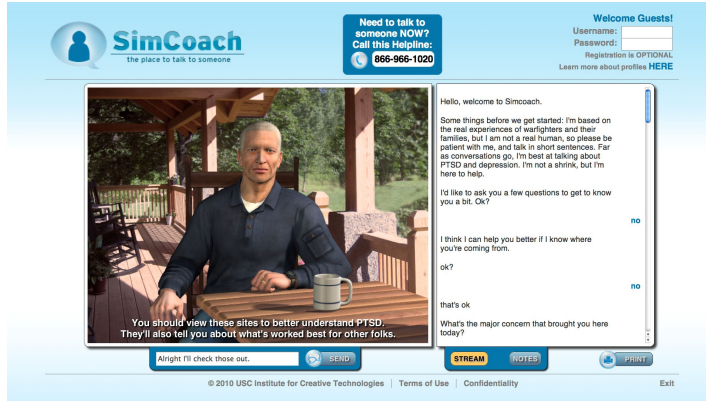 SimCoach
the place to talk to someone
Need to talk to
someone NOW?
Call this Helpline:
866-966-1020
Welcome Guests!
Username:
Password:
Registration is OPTIONAL
Learn more about profiles HERE
You should view these sites to better understand PTSD.
They'll also tell you about what's worked best for other folks.
Hello, welcome to Simcoach.
Some things before we get started: I'm based on
the real experiences of warfighters and their
families, but I am not a real human, so please be
patient with me, and talk in short sentences. Far
as conversations go, I'm best at talking about
PTSD and depression. I'm not a shrink, but I'm
here to help.
I'd like to ask you a few questions to get to know
you a bit. Ok?
no
I think I can help you better if I know where
you're coming from.
ok?
no
that's ok
What's the major concern that brought you here
today?
Alright I'll check those out.
SEND
STREAM
NOTES
PRINT
© 2010 USC Institute for Creative Technologies | Terms of Use | Confidentiality
Exit